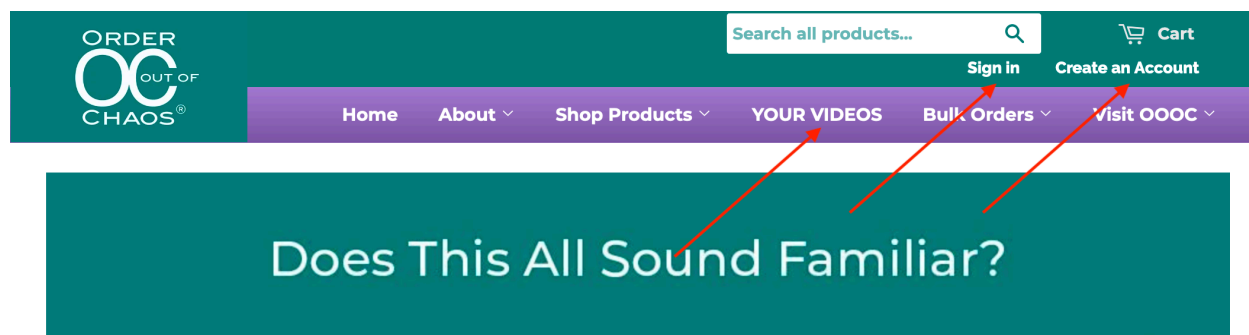 ORDER
OC OUT OF
CHAOS®
Search all products...
Cart
Sign in
Create an Account
Home
About
Shop Products
YOUR VIDEOS
Bulk Orders
Visit OOOC
Does This All Sound Familiar?